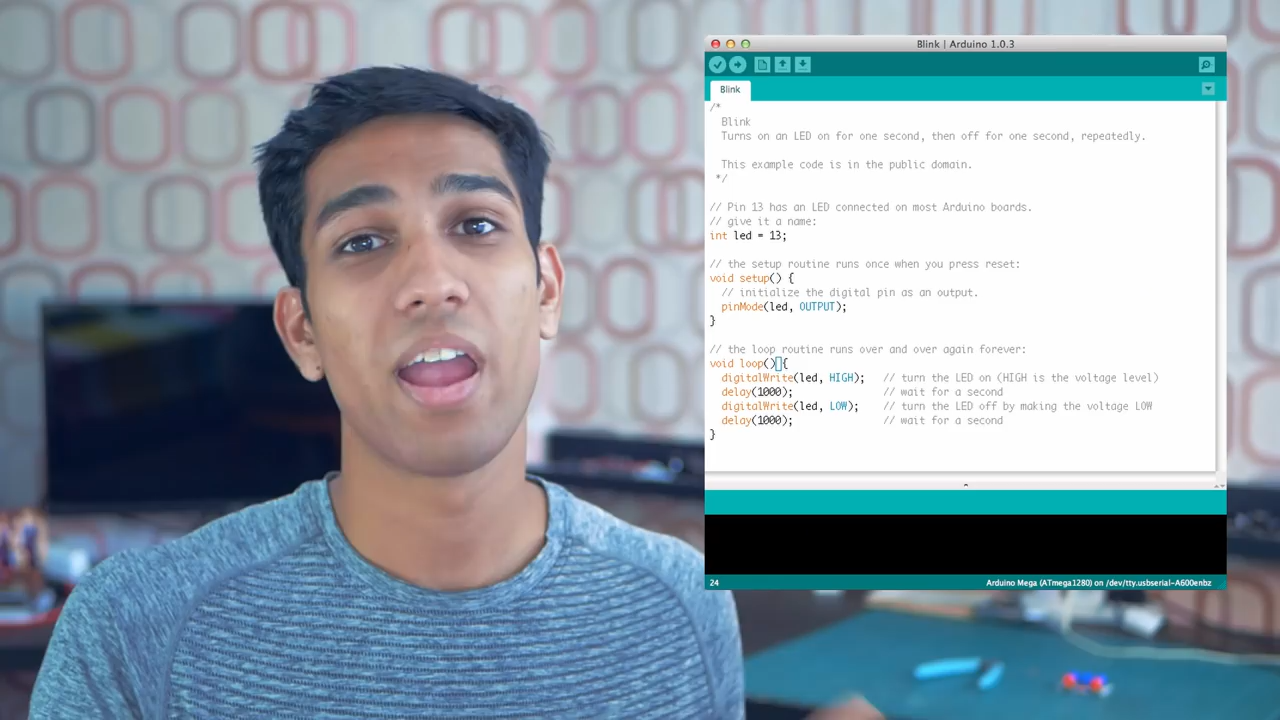 Blink | Arduino 1.0.3
Blink
/*
Blink
Turns on an LED on for one second, then off for one second, repeatedly.
This example code is in the public domain.
*/
// Pin 13 has an LED connected on most Arduino boards.
// give it a name:
int led = 13;
// the setup routine runs once when you press reset:
void setup() {
// initialize the digital pin as an output.
pinMode(led, OUTPUT);
}
// the loop routine runs over and over again forever:
void loop() {
digitalWrite(led, HIGH);   // turn the LED on (HIGH is the voltage level)
delay(1000);               // wait for a second
digitalWrite(led, LOW);    // turn the LED off by making the voltage LOW
delay(1000);               // wait for a second
}
24 Arduino Mega (ATmega1280) on /dev/tty.usbserial-A600enbz